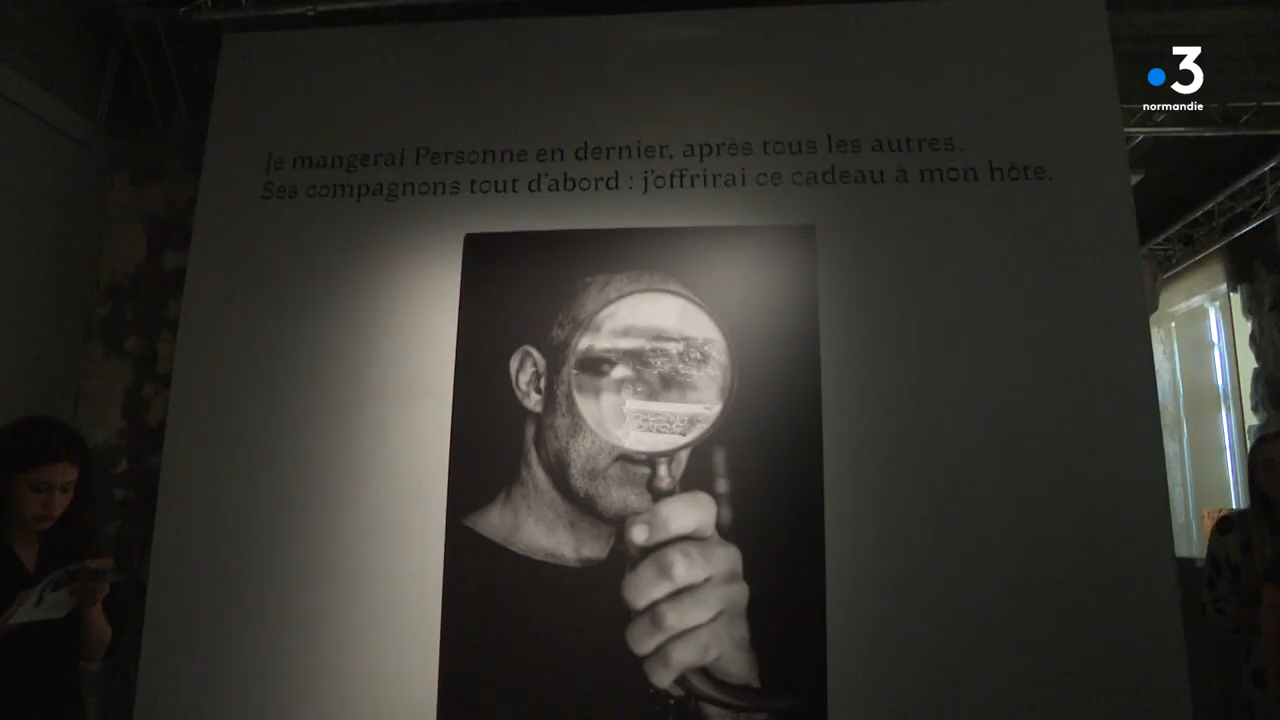 3
normandie
Je mangerai Personne en dernier, après tous les autres.
Ses compagnons tout d'abord : j'offrirai ce cadeau à mon hôte.